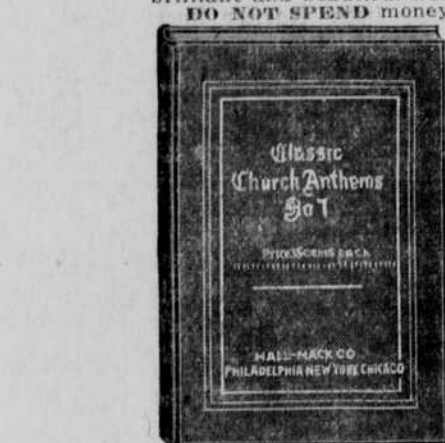 DO NOT SPEND money
Classic
Church Anthems
No 1
HALL-MACK CO
PHILADELPHIA NEW YORK CHICAGO